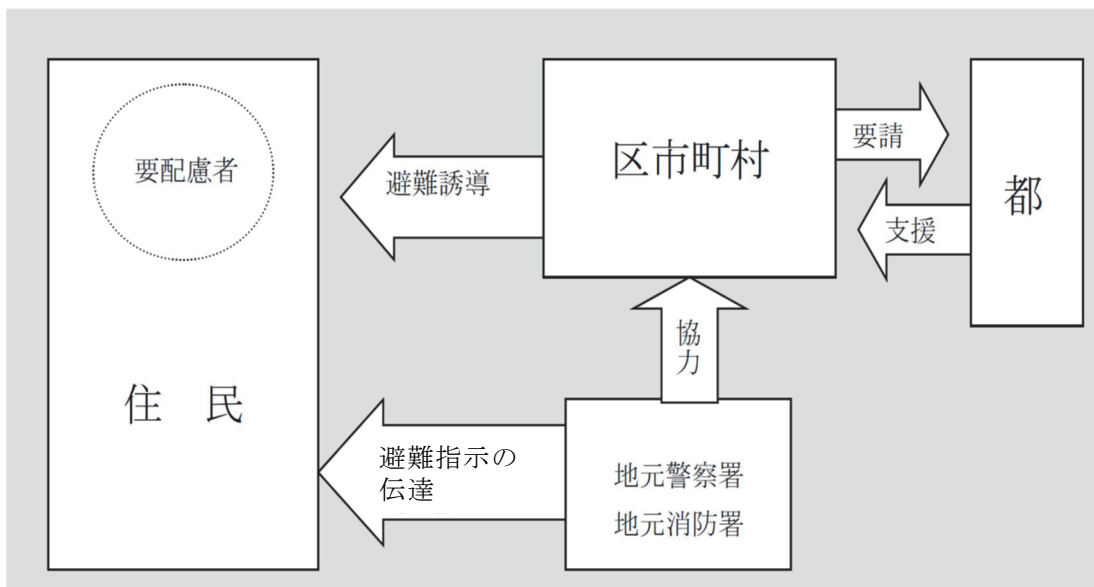 要配慮者
住 民
避難誘導
避難指示の
伝達
区市町村
協力
地元警察署
地元消防署
要請
支援
都